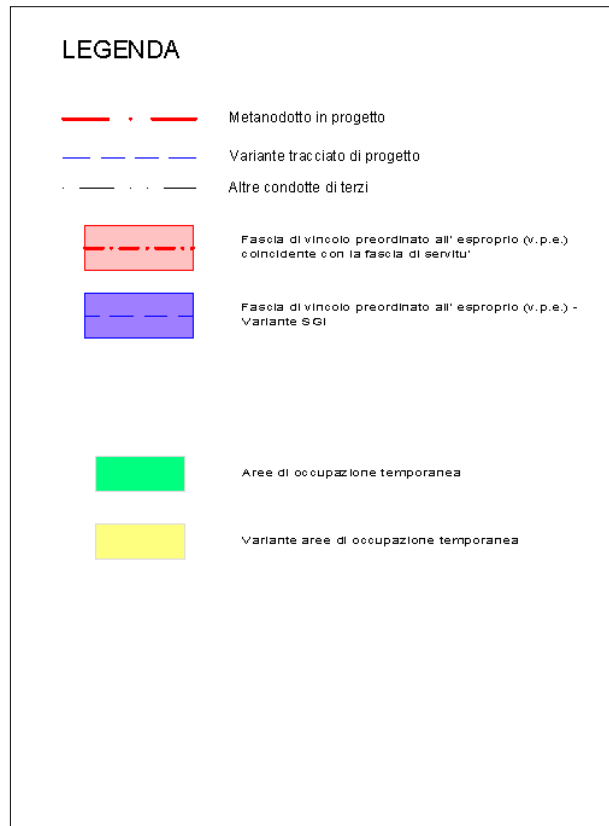 LEGENDA
Metanodotto in progetto
Variante tracciato di progetto
Altre condotte di terzi
Fascia di vincolo preordinato all' esproprio (v.p.e.)
coincidente con la fascia di servitu'
Fascia di vincolo preordinato all' esproprio (v.p.e.) -
Variante SGI
Aree di occupazione temporanea
Variante aree di occupazione temporanea